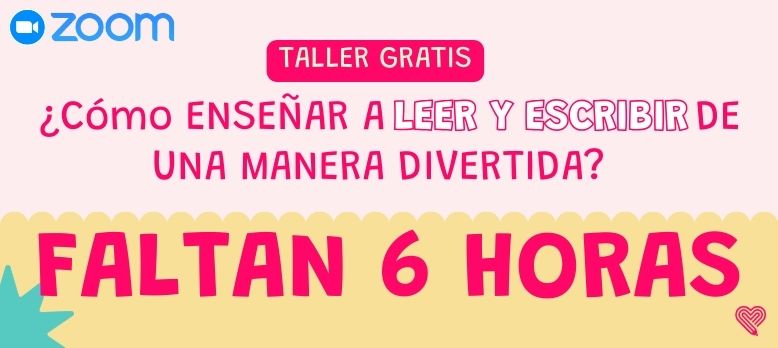 zoom
TALLER GRATIS
¿Cómo ENSEÑAR A LEER Y ESCRIBIR DE
UNA MANERA DIVERTIDA?
FALTAN 6 HORAS